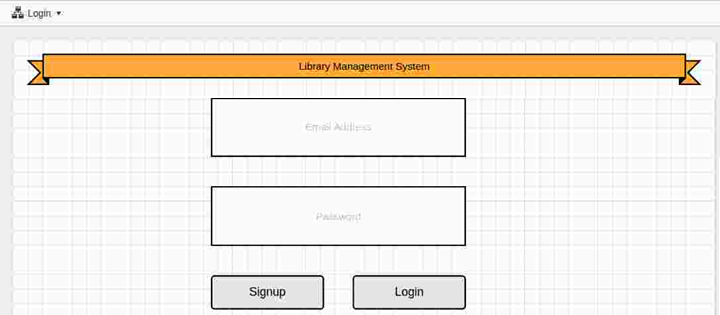 Login
Library Management System
Email Address
Password
Signup
Login